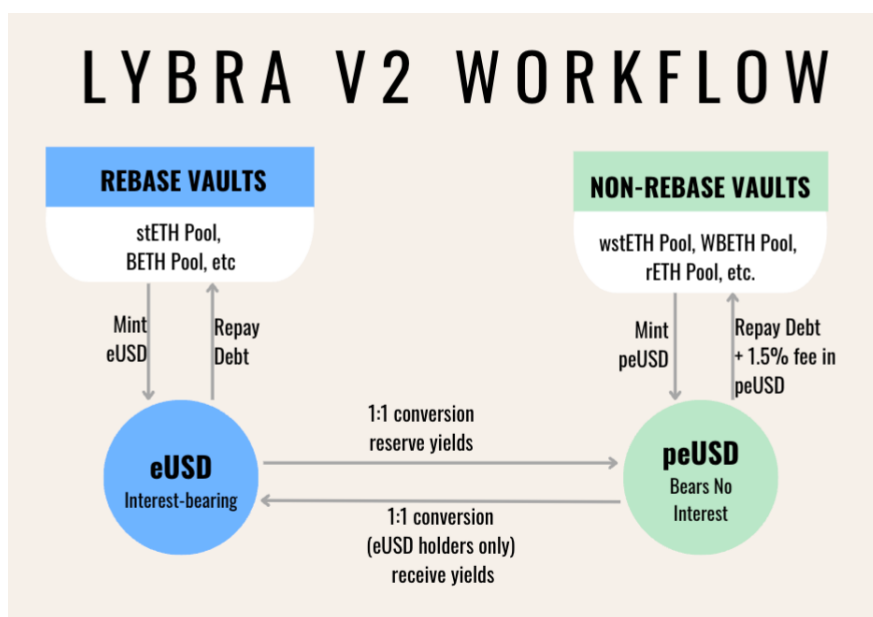 LYBRA V2 WORKFLOW
REBASE VAULTS
stETH Pool,
BETH Pool, etc
NON-REBASE VAULTS
wstETH Pool, WBETH Pool,
rETH Pool, etc.
Mint
eUSD
Repay
Debt
Mint
peUSD
Repay Debt
+ 1.5% fee in
peUSD
eUSD
Interest-bearing
1:1 conversion
reserve yields
1:1 conversion
(eUSD holders only)
receive yields
peUSD
Bears No
Interest